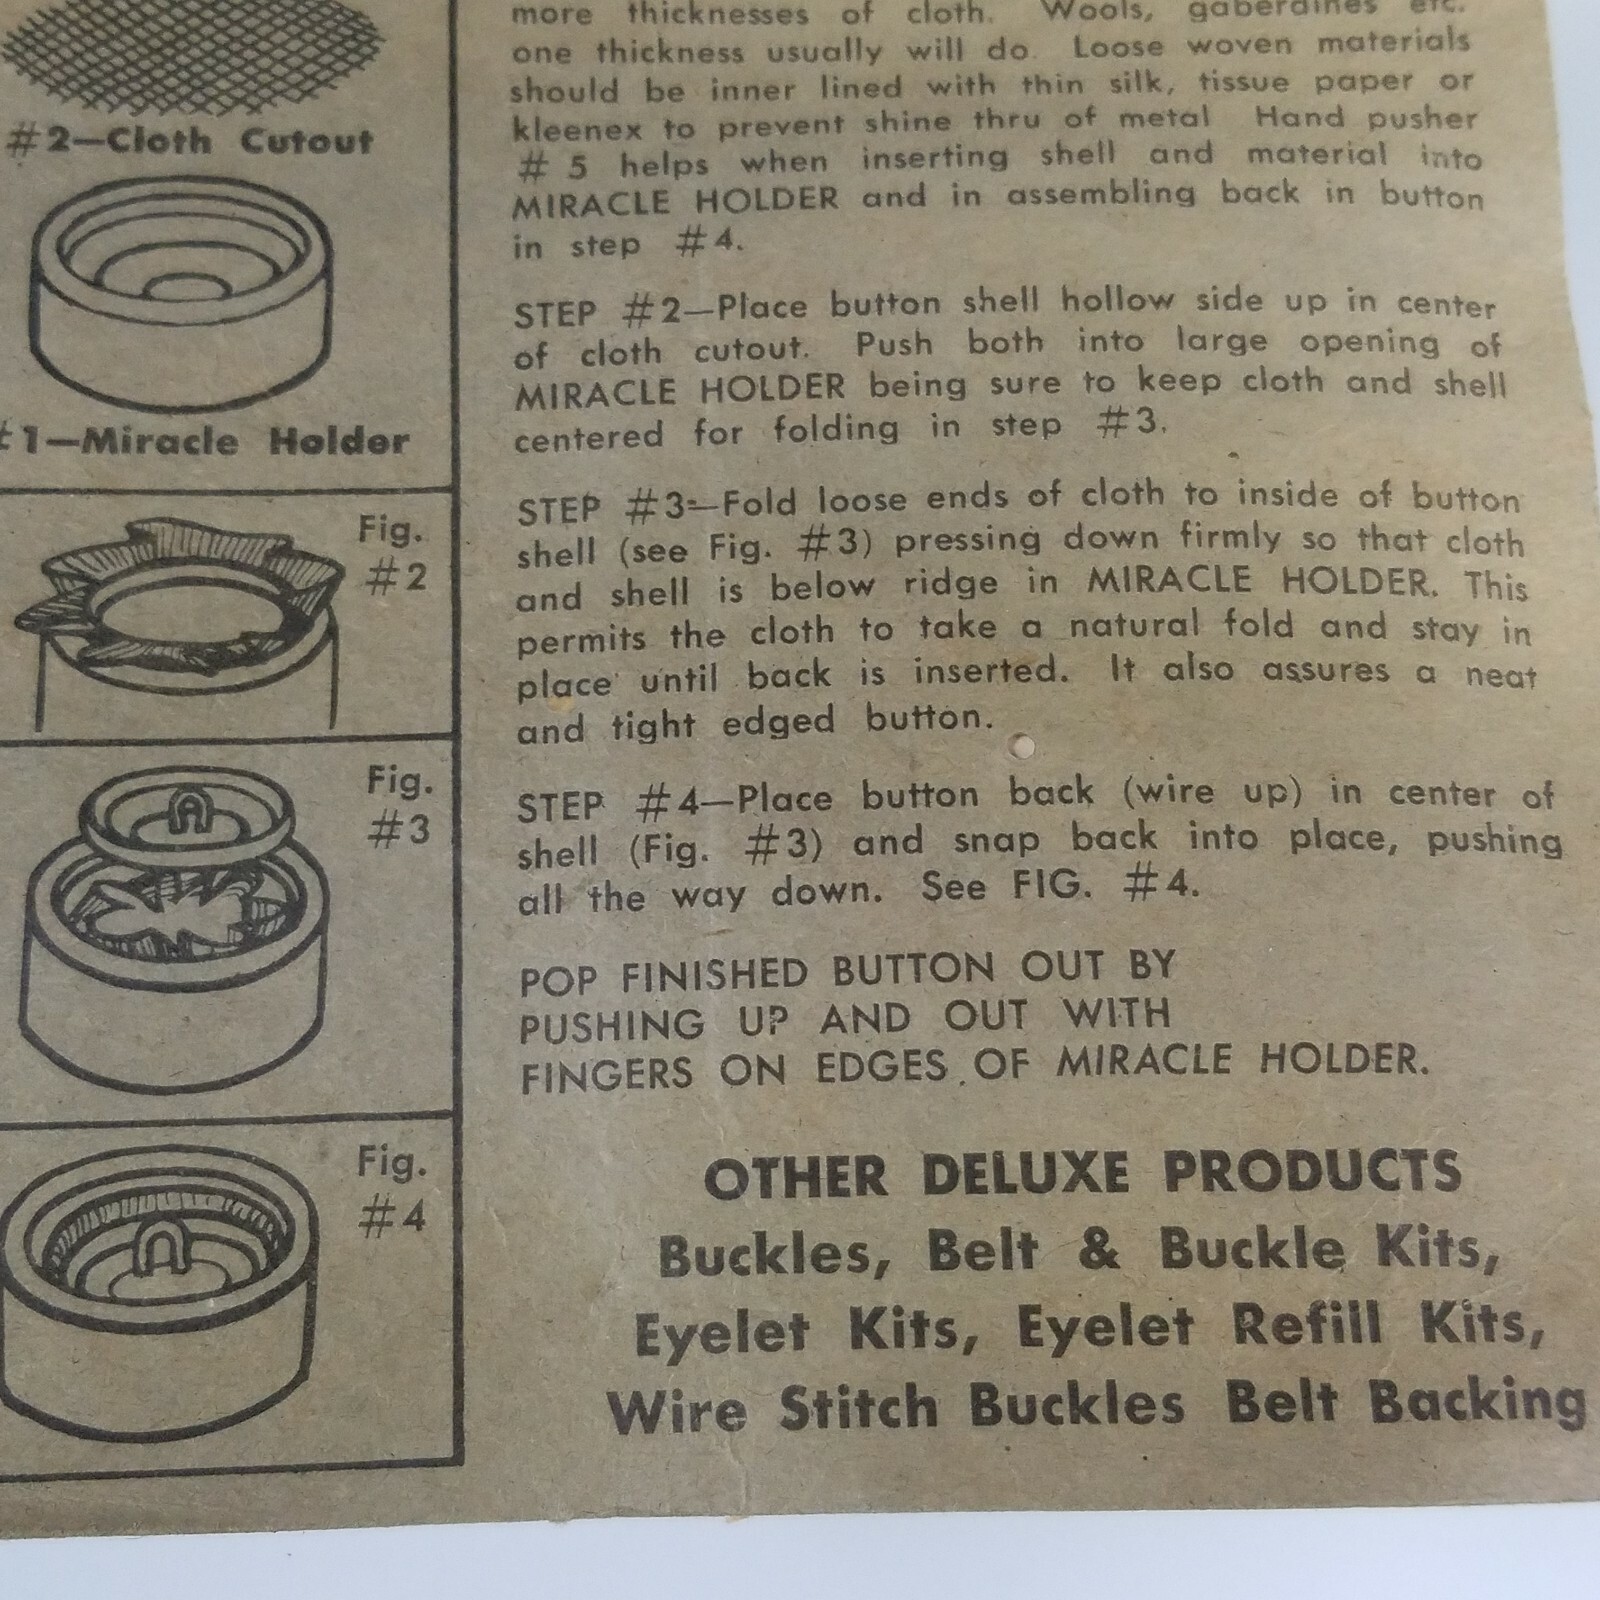 #2—Cloth Cutout
#1—Miracle Holder
Fig.
#2
Fig.
#3
Fig.
#4
more thicknesses of cloth. Wools, gaberdines etc.
one thickness usually will do. Loose woven materials
should be inner lined with thin silk, tissue paper or
kleenex to prevent shine thru of metal Hand pusher
# 5 helps when inserting shell and material into
MIRACLE HOLDER and in assembling back in button
in step #4.
STEP #2—Place button shell hollow side up in center
of cloth cutout. Push both into large opening of
MIRACLE HOLDER being sure to keep cloth and shell
centered for folding in step #3.
STEP #3—Fold loose ends of cloth to inside of button
shell (see Fig. #3) pressing down firmly so that cloth
and shell is below ridge in MIRACLE HOLDER. This
permits the cloth to take a natural fold and stay in
place until back is inserted. It also assures a neat
and tight edged button.
STEP #4—Place button back (wire up) in center of
shell (Fig. #3) and snap back into place, pushing
all the way down. See FIG. #4.
POP FINISHED BUTTON OUT BY
PUSHING UP AND OUT WITH
FINGERS ON EDGES OF MIRACLE HOLDER.
OTHER DELUXE PRODUCTS
Buckles, Belt & Buckle Kits,
Eyelet Kits, Eyelet Refill Kits,
Wire Stitch Buckles Belt Backing